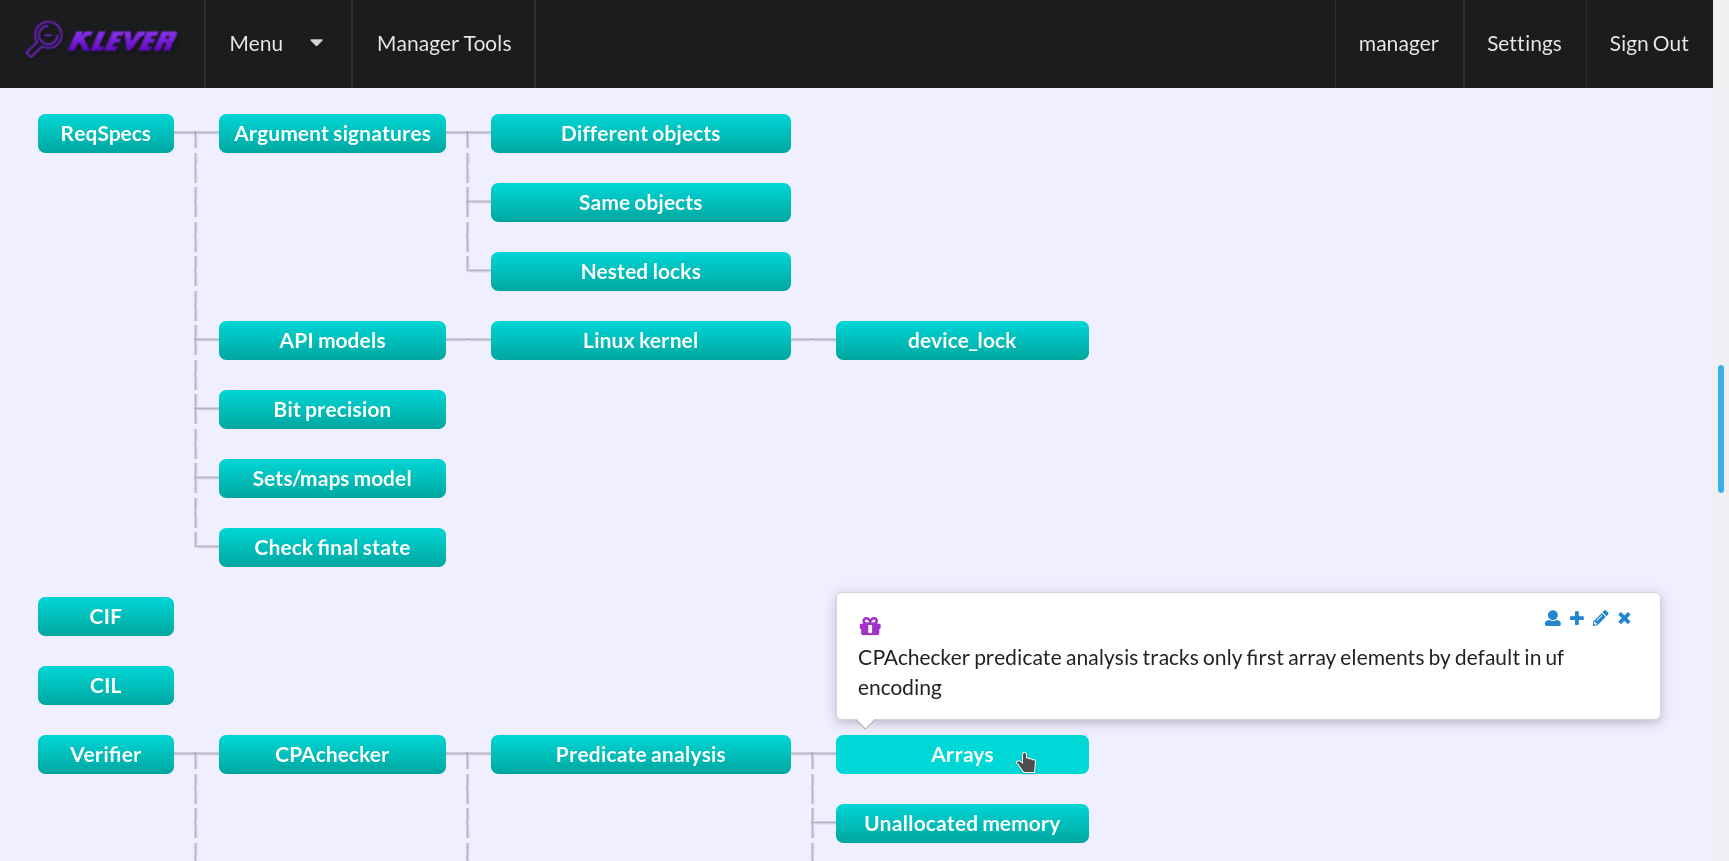 KLEVER
Menu
Manager Tools
manager
Settings
Sign Out
ReqSpecs
Argument signatures
Different objects
Same objects
Nested locks
API models
Linux kernel
device_lock
Bit precision
Sets/maps model
Check final state
CIF
CPAchecker predicate analysis tracks only first array elements by default in uf
encoding
CIL
Verifier
CPAchecker
Predicate analysis
Arrays
Unallocated memory